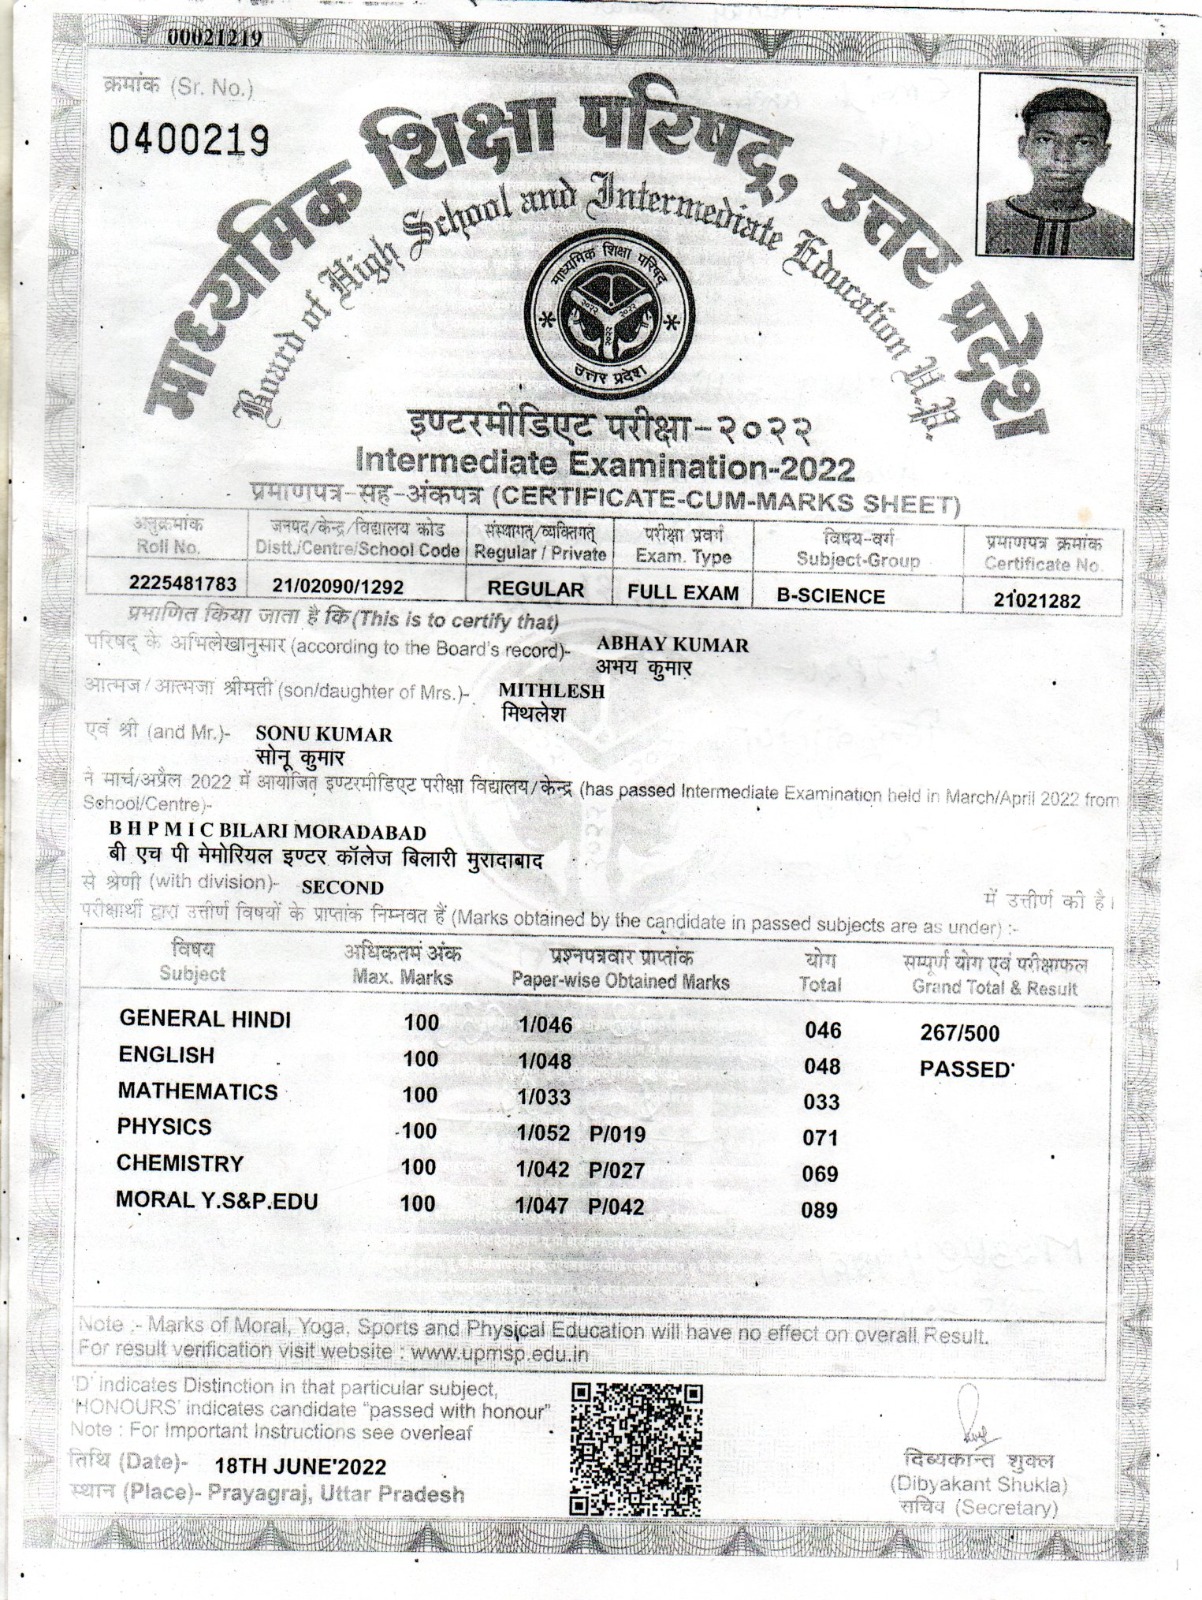 00021219
क्रमांक (Sr. No.)
0400219
माध्यमिक शिक्षा परिषद्, उत्तर प्रदेश
Board of High School and Intermediate Education U.P.
माध्यमिक शिक्षा परिषद
उत्तर प्रदेश
इण्टरमीडिएट परीक्षा-२०२२
Intermediate Examination-2022
प्रमाणपत्र-सह-अंकपत्र (CERTIFICATE-CUM-MARKS SHEET)
अनुक्रमांक जनपद/केन्द्र/विद्यालय कोड संस्थागत्/व्यक्तिगत् परीक्षा प्रवर्ग विषय-वर्ग प्रमाणपत्र क्रमांक
Roll No. Distt./Centre/School Code Regular / Private Exam. Type Subject-Group Certificate No.
2225481783 21/02090/1292 REGULAR FULL EXAM B-SCIENCE 21021282
प्रमाणित किया जाता है कि (This is to certify that)
परिषद् के अभिलेखानुसार (according to the Board's record)- ABHAY KUMAR
अभय कुमार
आत्मज/आत्मजा श्रीमती (son/daughter of Mrs.)- MITHLESH
मिथलेश
एवं श्री (and Mr.)- SONU KUMAR
सोनू कुमार
ने मार्च/अप्रैल 2022 में आयोजित इण्टरमीडिएट परीक्षा विद्यालय/केन्द्र (has passed Intermediate Examination held in March/April 2022 from
School/Centre)-
B H P M I C BILARI MORADABAD
बी एच पी मेमोरियल इण्टर कॉलेज बिलारी मुरादाबाद
से श्रेणी (with division)- SECOND में उत्तीर्ण की है।
परीक्षार्थी द्वारा उत्तीर्ण विषयों के प्राप्तांक निम्नवत हैं (Marks obtained by the candidate in passed subjects are as under) :-
विषय अधिकतम अंक प्रश्नपत्रवार प्राप्तांक योग सम्पूर्ण योग एवं परीक्षाफल
Subject Max. Marks Paper-wise Obtained Marks Total Grand Total & Result
GENERAL HINDI 100 1/046 046 267/500
ENGLISH 100 1/048 048 PASSED
MATHEMATICS 100 1/033 033
PHYSICS 100 1/052 P/019 071
CHEMISTRY 100 1/042 P/027 069
MORAL Y.S&P.EDU 100 1/047 P/042 089
Note :- Marks of Moral, Yoga, Sports and Physical Education will have no effect on overall Result.
For result verification visit website : www.upmsp.edu.in
'D' indicates Distinction in that particular subject,
'HONOURS' indicates candidate "passed with honour"
Note : For Important Instructions see overleaf
तिथि (Date)- 18TH JUNE'2022
स्थान (Place)- Prayagraj, Uttar Pradesh
दिब्यकान्त शुक्ल
(Dibyakant Shukla)
सचिव (Secretary)